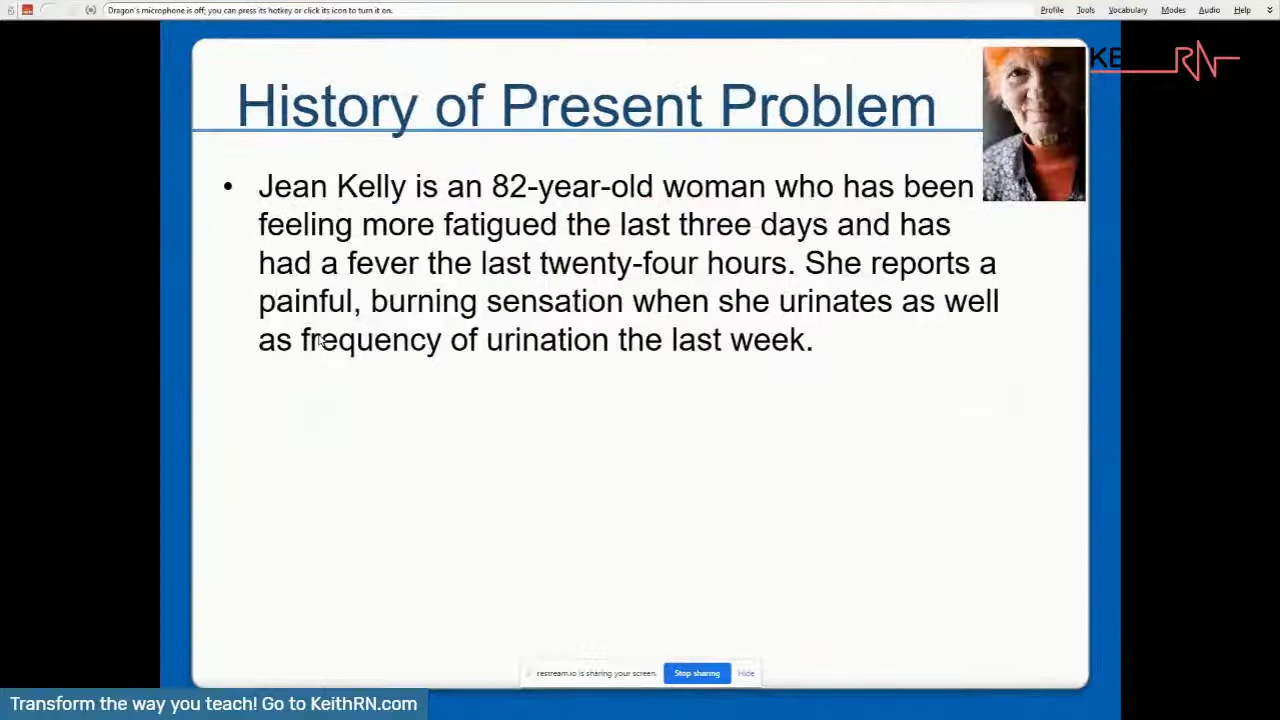 Dragon's microphone is off; you can press its hotkey or click its icon to turn it on.
Profile Tools Vocabulary Modes Audio Help
KE RN
History of Present Problem
• Jean Kelly is an 82-year-old woman who has been
feeling more fatigued the last three days and has
had a fever the last twenty-four hours. She reports a
painful, burning sensation when she urinates as well
as frequency of urination the last week.
restream.io is sharing your screen. Stop sharing Hide
Transform the way you teach! Go to KeithRN.com